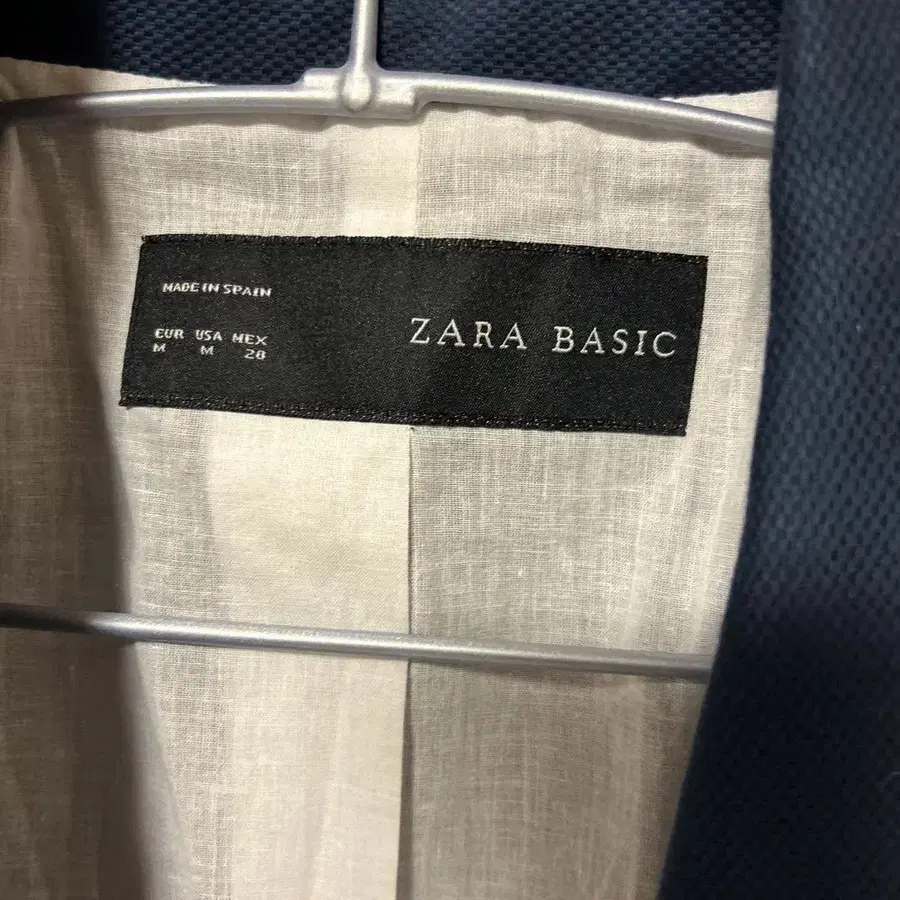 MADE IN SPAIN
EUR USA MEX
M M 28
ZARA BASIC